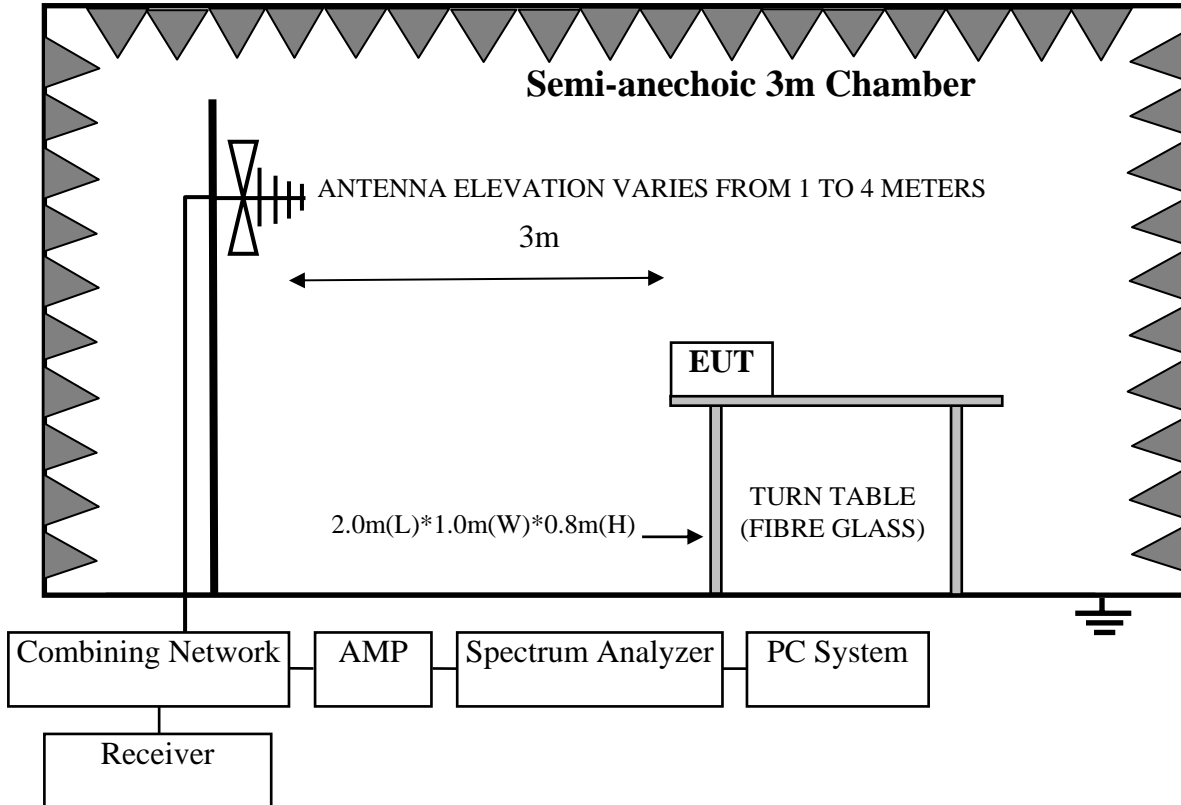 Semi-anechoic 3m Chamber
ANTENNA ELEVATION VARIES FROM 1 TO 4 METERS
3m
EUT
TURN TABLE
(FIBRE GLASS)
2.0m(L)*1.0m(W)*0.8m(H)
Combining Network
AMP
Spectrum Analyzer
PC System
Receiver